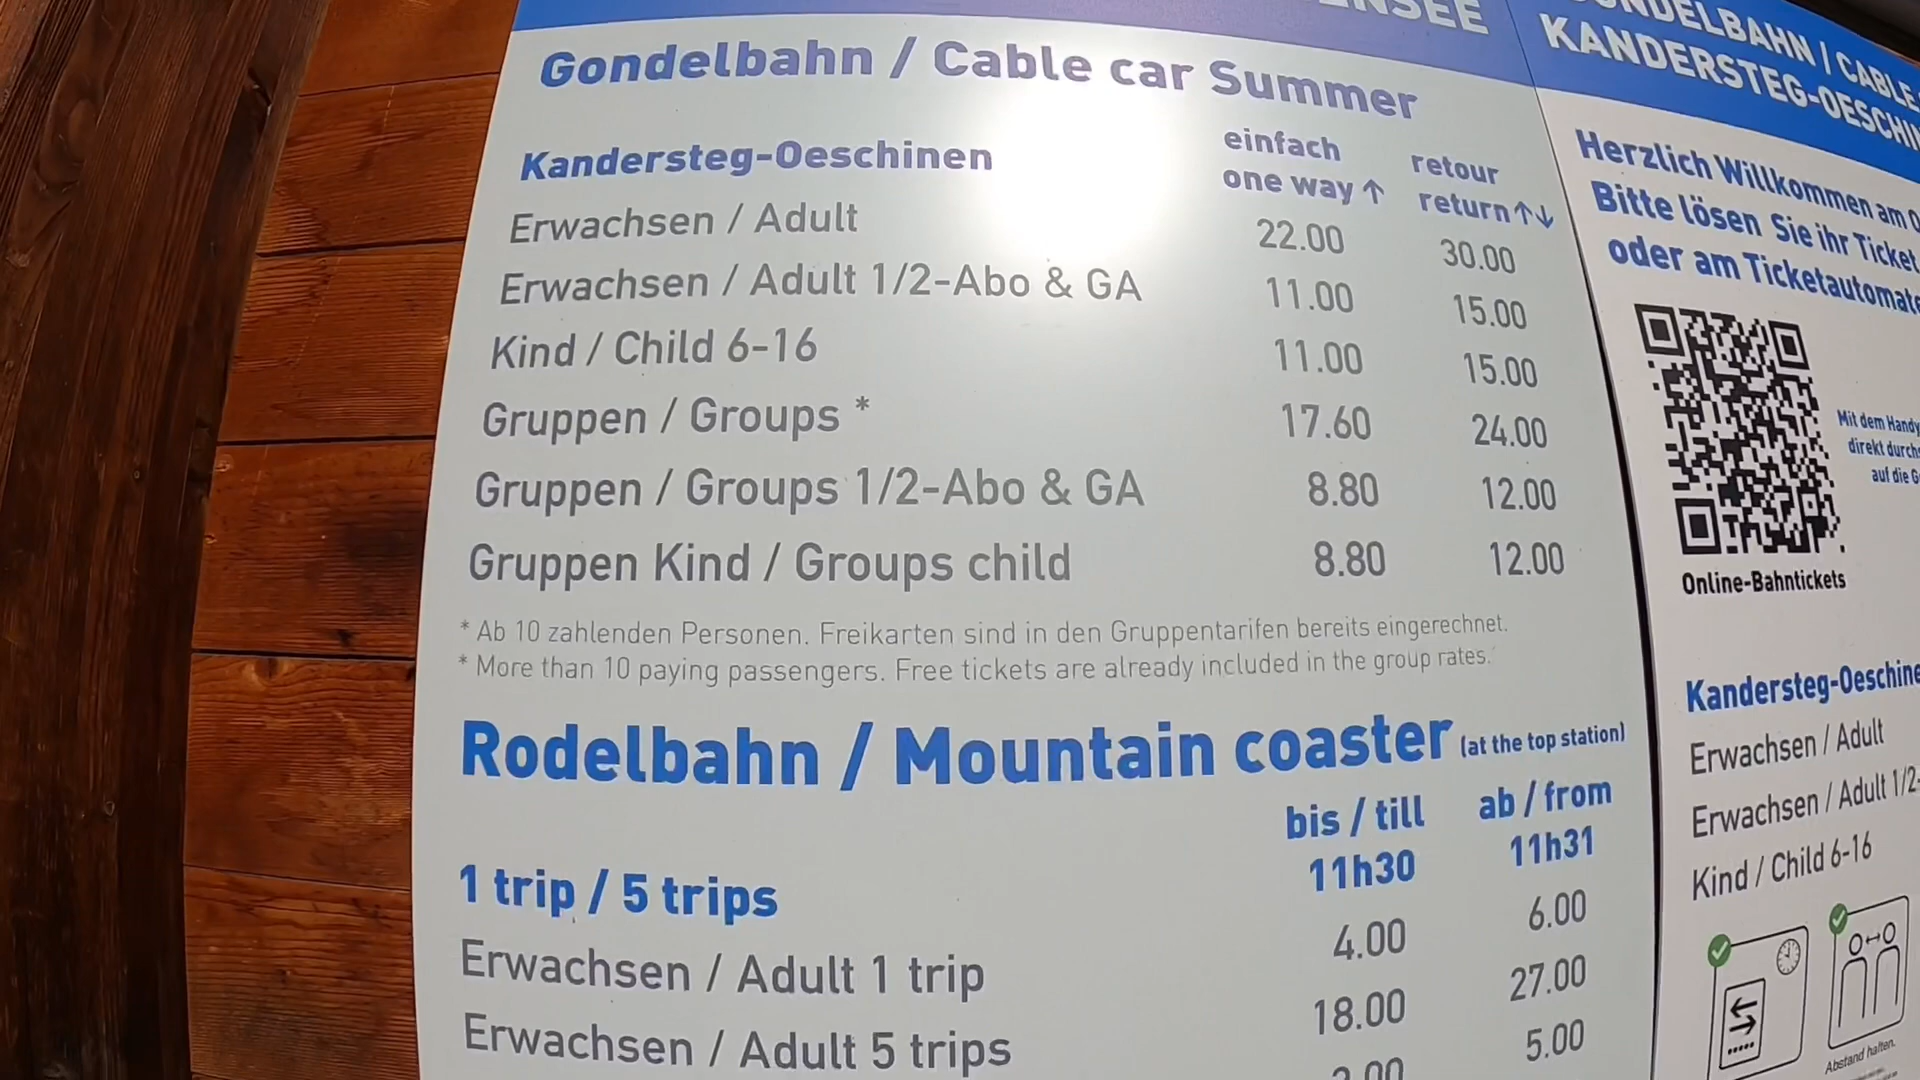 Gondelbahn / Cable car Summer
Kandersteg-Oeschinen
einfach retour
one way ↑ return ↑↓
Erwachsen / Adult 22.00 30.00
Erwachsen / Adult 1/2-Abo & GA 11.00 15.00
Kind / Child 6-16 11.00 15.00
Gruppen / Groups * 17.60 24.00
Gruppen / Groups 1/2-Abo & GA 8.80 12.00
Gruppen Kind / Groups child 8.80 12.00
* Ab 10 zahlenden Personen. Freikarten sind in den Gruppentarifen bereits eingerechnet.
* More than 10 paying passengers. Free tickets are already included in the group rates.
Rodelbahn / Mountain coaster (at the top station)
bis / till ab / from
1 trip / 5 trips 11h30 11h31
Erwachsen / Adult 1 trip 4.00 6.00
Erwachsen / Adult 5 trips 18.00 27.00
5.00
/ CABLE
KANDERSTEG-OESCHIN
Herzlich Willkommen am O
Bitte lösen Sie ihr Ticket
oder am Ticketautomat
Mit dem Handy
direkt durch
auf die G
Online-Bahntickets
Kandersteg-Oeschine
Erwachsen / Adult
Erwachsen / Adult 1/2-
Kind / Child 6-16
Abstand halten.